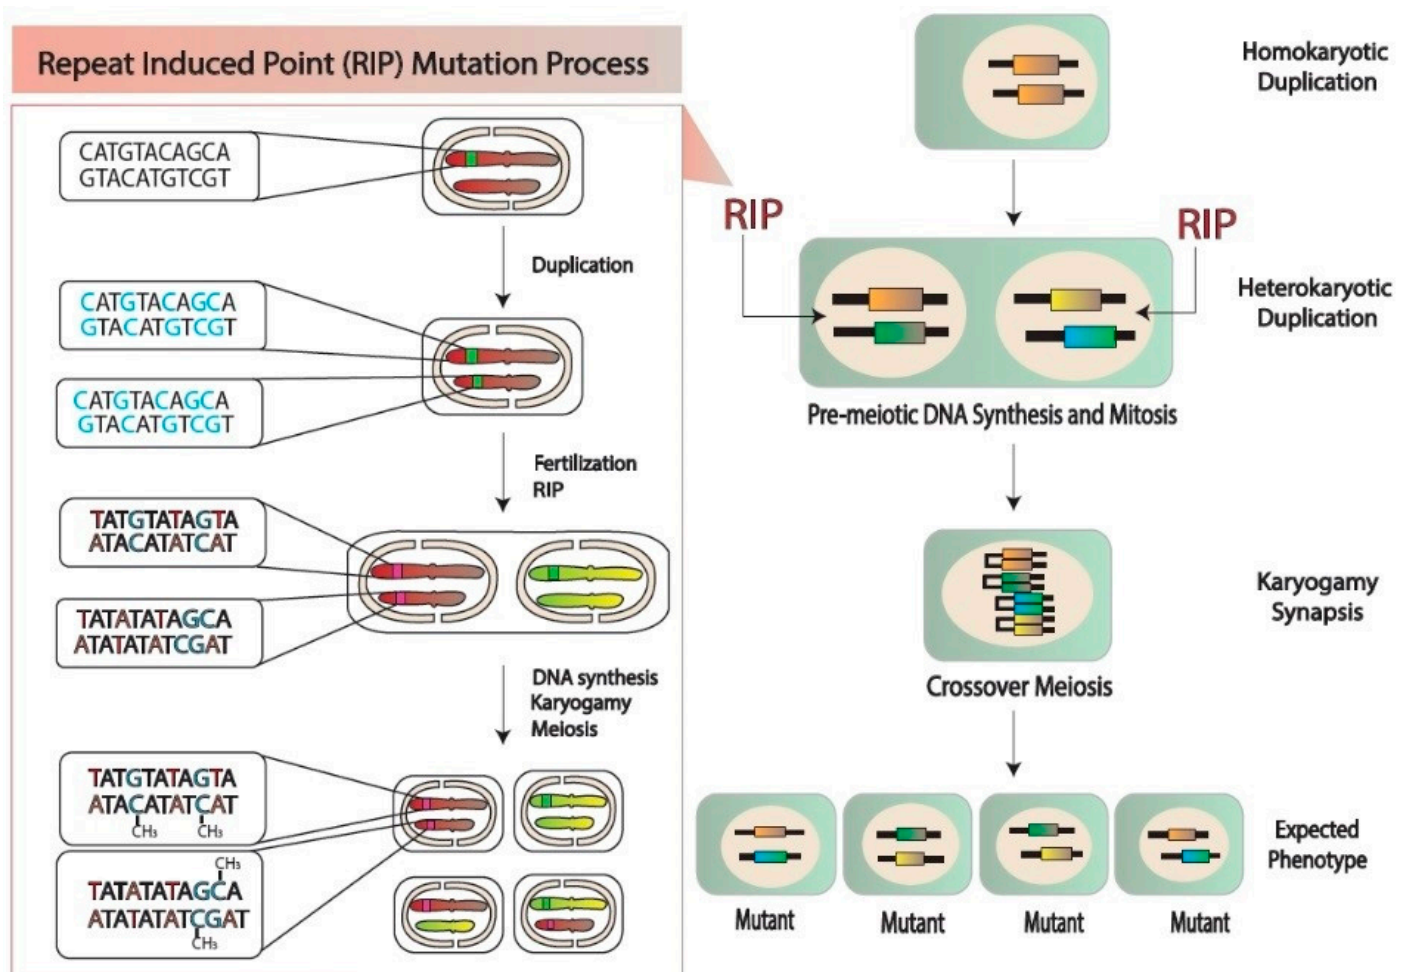 Repeat Induced Point (RIP) Mutation Process
CATGTACAGCA
GTACATGTCGT
Duplication
CATGTACAGCA
GTACATGTCGT
CATGTACAGCA
GTACATGTCGT
Fertilization
RIP
TATGTATAGTA
ATACATATCAT
TATATATAGCA
ATATATATCGAT
DNA synthesis
Karyogamy
Meiosis
TATGTATAGTA
ATACATATCAT
CH3 CH3
CH3
TATATATAGCA
ATATATATCGAT
CH3
Homokaryotic
Duplication
RIP
RIP
Heterokaryotic
Duplication
Pre-meiotic DNA Synthesis and Mitosis
Karyogamy
Synapsis
Crossover Meiosis
Expected
Phenotype
Mutant Mutant Mutant Mutant